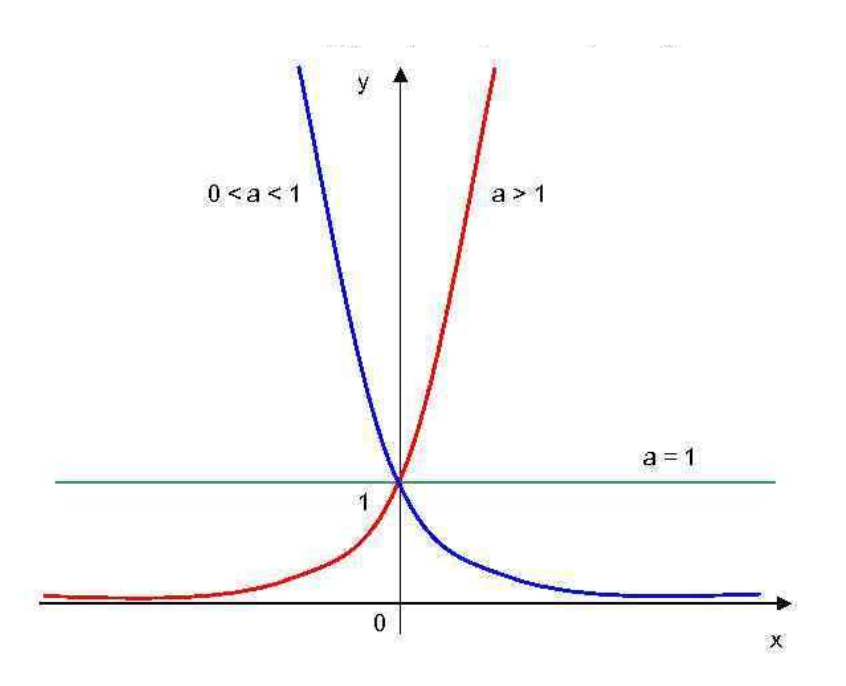 y
0 < a < 1
a > 1
a = 1
1
0
x